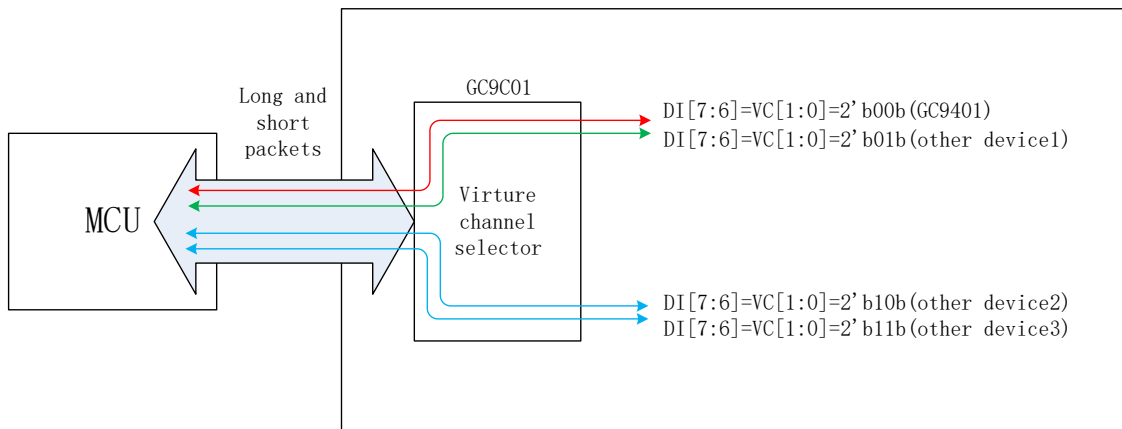 GC9C01
Long and
short
packets
DI[7:6]=VC[1:0]=2'b00b(GC9401)
DI[7:6]=VC[1:0]=2'b01b(other device1)
MCU
Virture
channel
selector
DI[7:6]=VC[1:0]=2'b10b(other device2)
DI[7:6]=VC[1:0]=2'b11b(other device3)